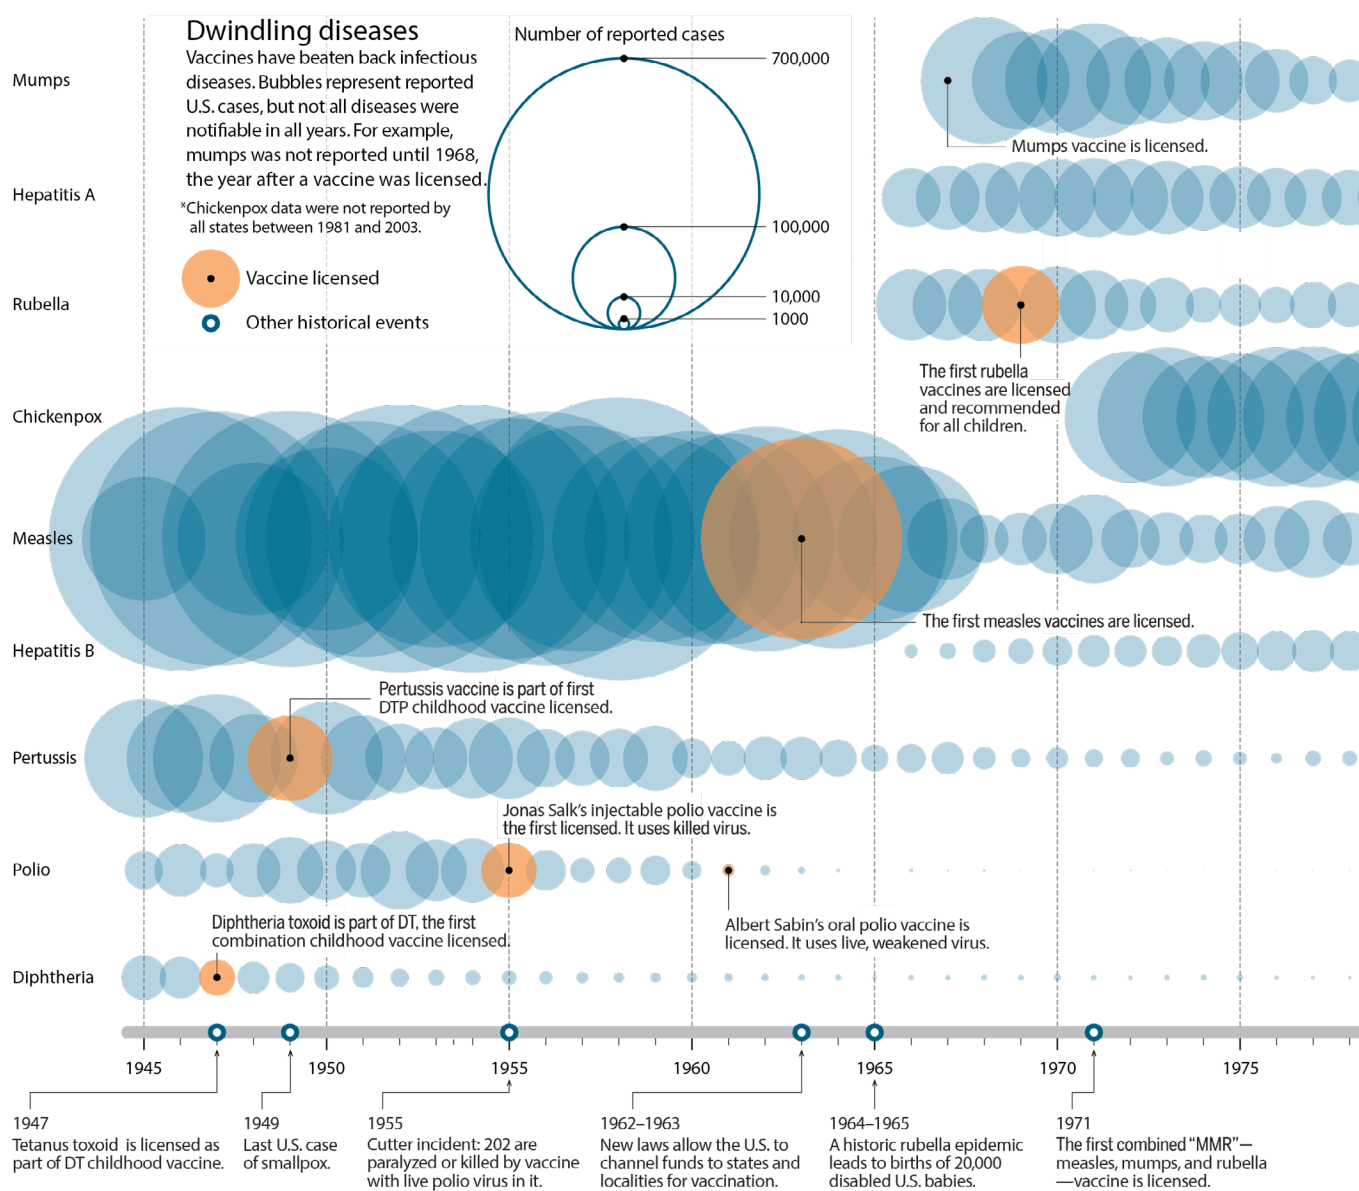 Dwindling diseases
Vaccines have beaten back infectious
diseases. Bubbles represent reported
U.S. cases, but not all diseases were
notifiable in all years. For example,
mumps was not reported until 1968,
the year after a vaccine was licensed.
*Chickenpox data were not reported by
all states between 1981 and 2003.
Vaccine licensed
Other historical events
Number of reported cases
700,000
100,000
10,000
1000
Mumps
Mumps vaccine is licensed.
Hepatitis A
Rubella
The first rubella
vaccines are licensed
and recommended
for all children.
Chickenpox
Measles
The first measles vaccines are licensed.
Hepatitis B
Pertussis vaccine is part of first
DTP childhood vaccine licensed.
Pertussis
Jonas Salk's injectable polio vaccine is
the first licensed. It uses killed virus.
Polio
Albert Sabin's oral polio vaccine is
licensed. It uses live, weakened virus.
Diphtheria toxoid is part of DT, the first
combination childhood vaccine licensed.
Diphtheria
1945
1950
1955
1960
1965
1970
1975
1947
Tetanus toxoid is licensed as
part of DT childhood vaccine.
1949
Last U.S. case
of smallpox.
1955
Cutter incident: 202 are
paralyzed or killed by vaccine
with live polio virus in it.
1962–1963
New laws allow the U.S. to
channel funds to states and
localities for vaccination.
1964–1965
A historic rubella epidemic
leads to births of 20,000
disabled U.S. babies.
1971
The first combined "MMR"—
measles, mumps, and rubella
—vaccine is licensed.